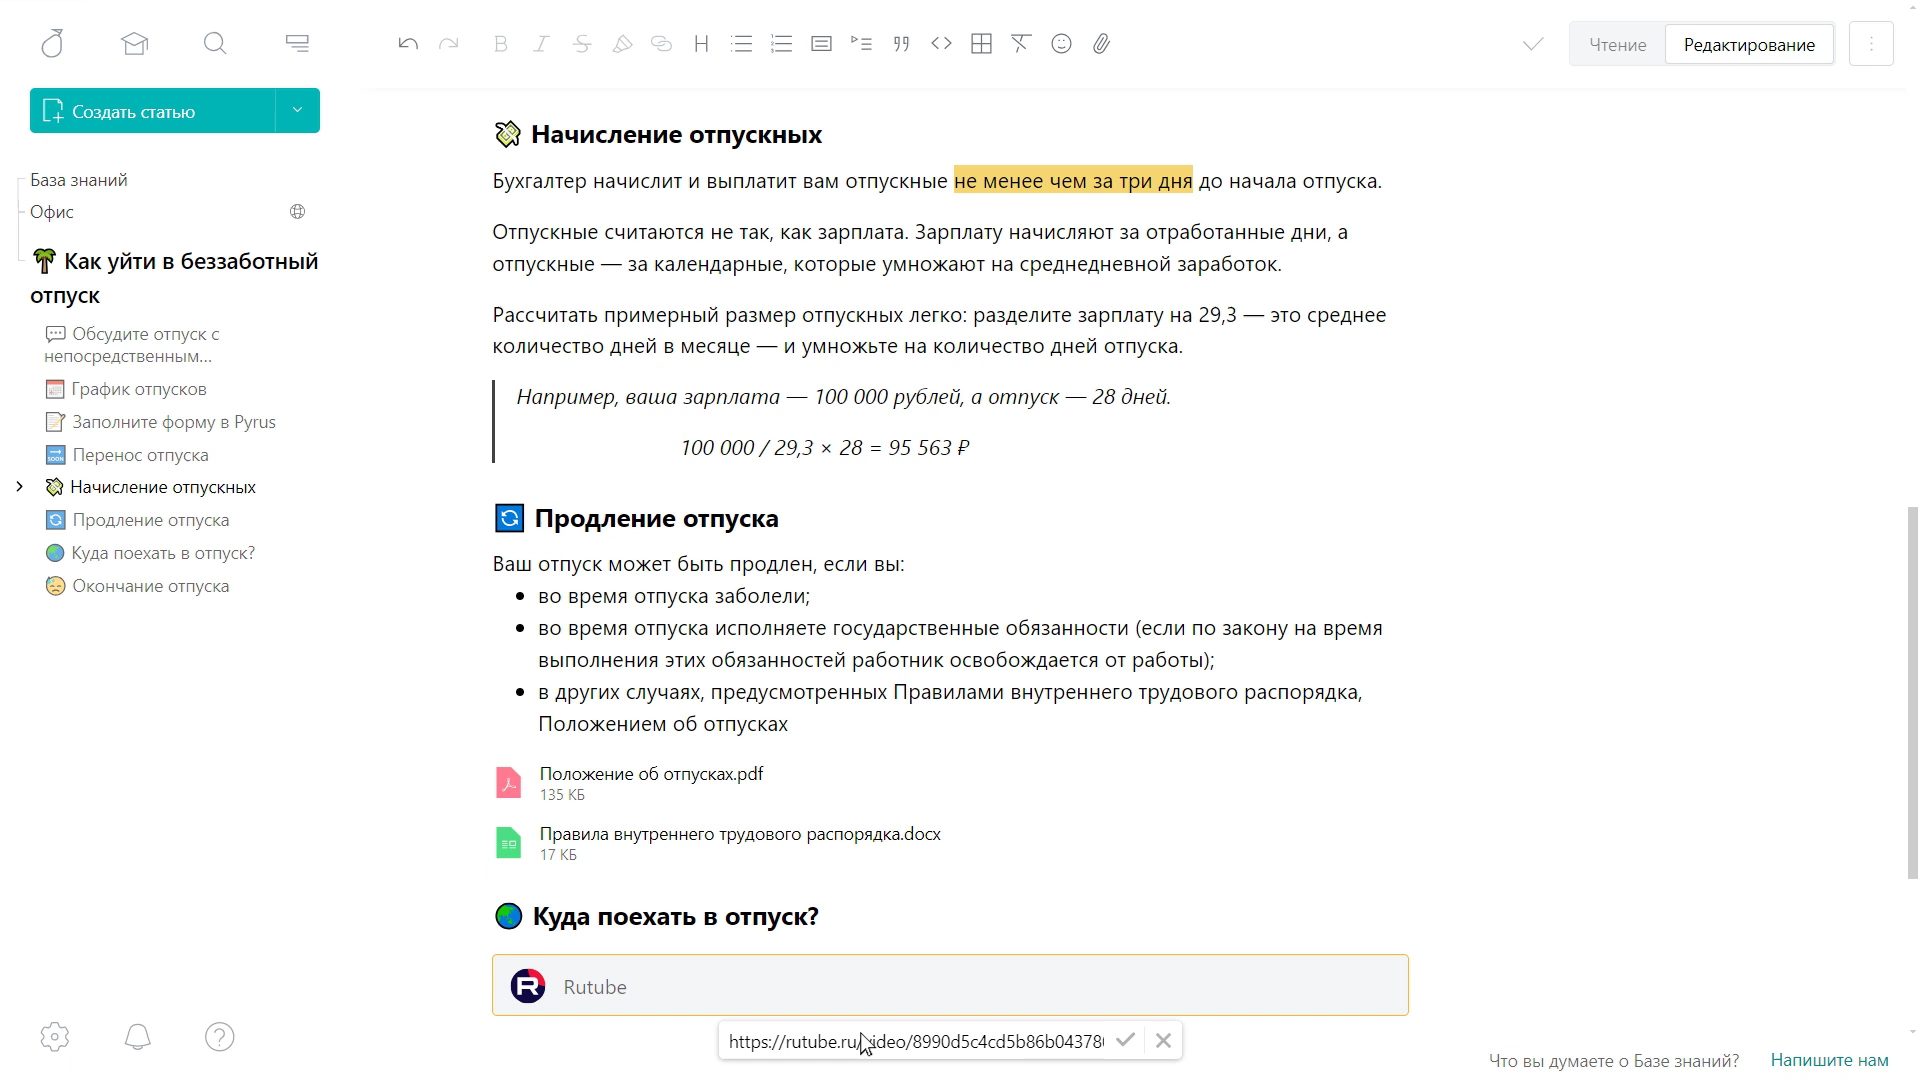 Чтение
Редактирование
Создать статью
База знаний
Офис
Как уйти в беззаботный
отпуск
Обсудите отпуск с
непосредственным...
График отпусков
Заполните форму в Pyrus
Перенос отпуска
Начисление отпускных
Продление отпуска
Куда поехать в отпуск?
Окончание отпуска
Начисление отпускных
Бухгалтер начислит и выплатит вам отпускные не менее чем за три дня до начала отпуска.
Отпускные считаются не так, как зарплата. Зарплату начисляют за отработанные дни, а
отпускные — за календарные, которые умножают на среднедневной заработок.
Рассчитать примерный размер отпускных легко: разделите зарплату на 29,3 — это среднее
количество дней в месяце — и умножьте на количество дней отпуска.
Например, ваша зарплата — 100 000 рублей, а отпуск — 28 дней.
100 000 / 29,3 × 28 = 95 563 ₽
Продление отпуска
Ваш отпуск может быть продлен, если вы:
во время отпуска заболели;
во время отпуска исполняете государственные обязанности (если по закону на время
выполнения этих обязанностей работник освобождается от работы);
в других случаях, предусмотренных Правилами внутреннего трудового распорядка,
Положением об отпусках
Положение об отпусках.pdf
135 КБ
Правила внутреннего трудового распорядка.docx
17 КБ
Куда поехать в отпуск?
Rutube
https://rutube.ru/video/8990d5c4cd5b86b04378
Что вы думаете о Базе знаний?
Напишите нам